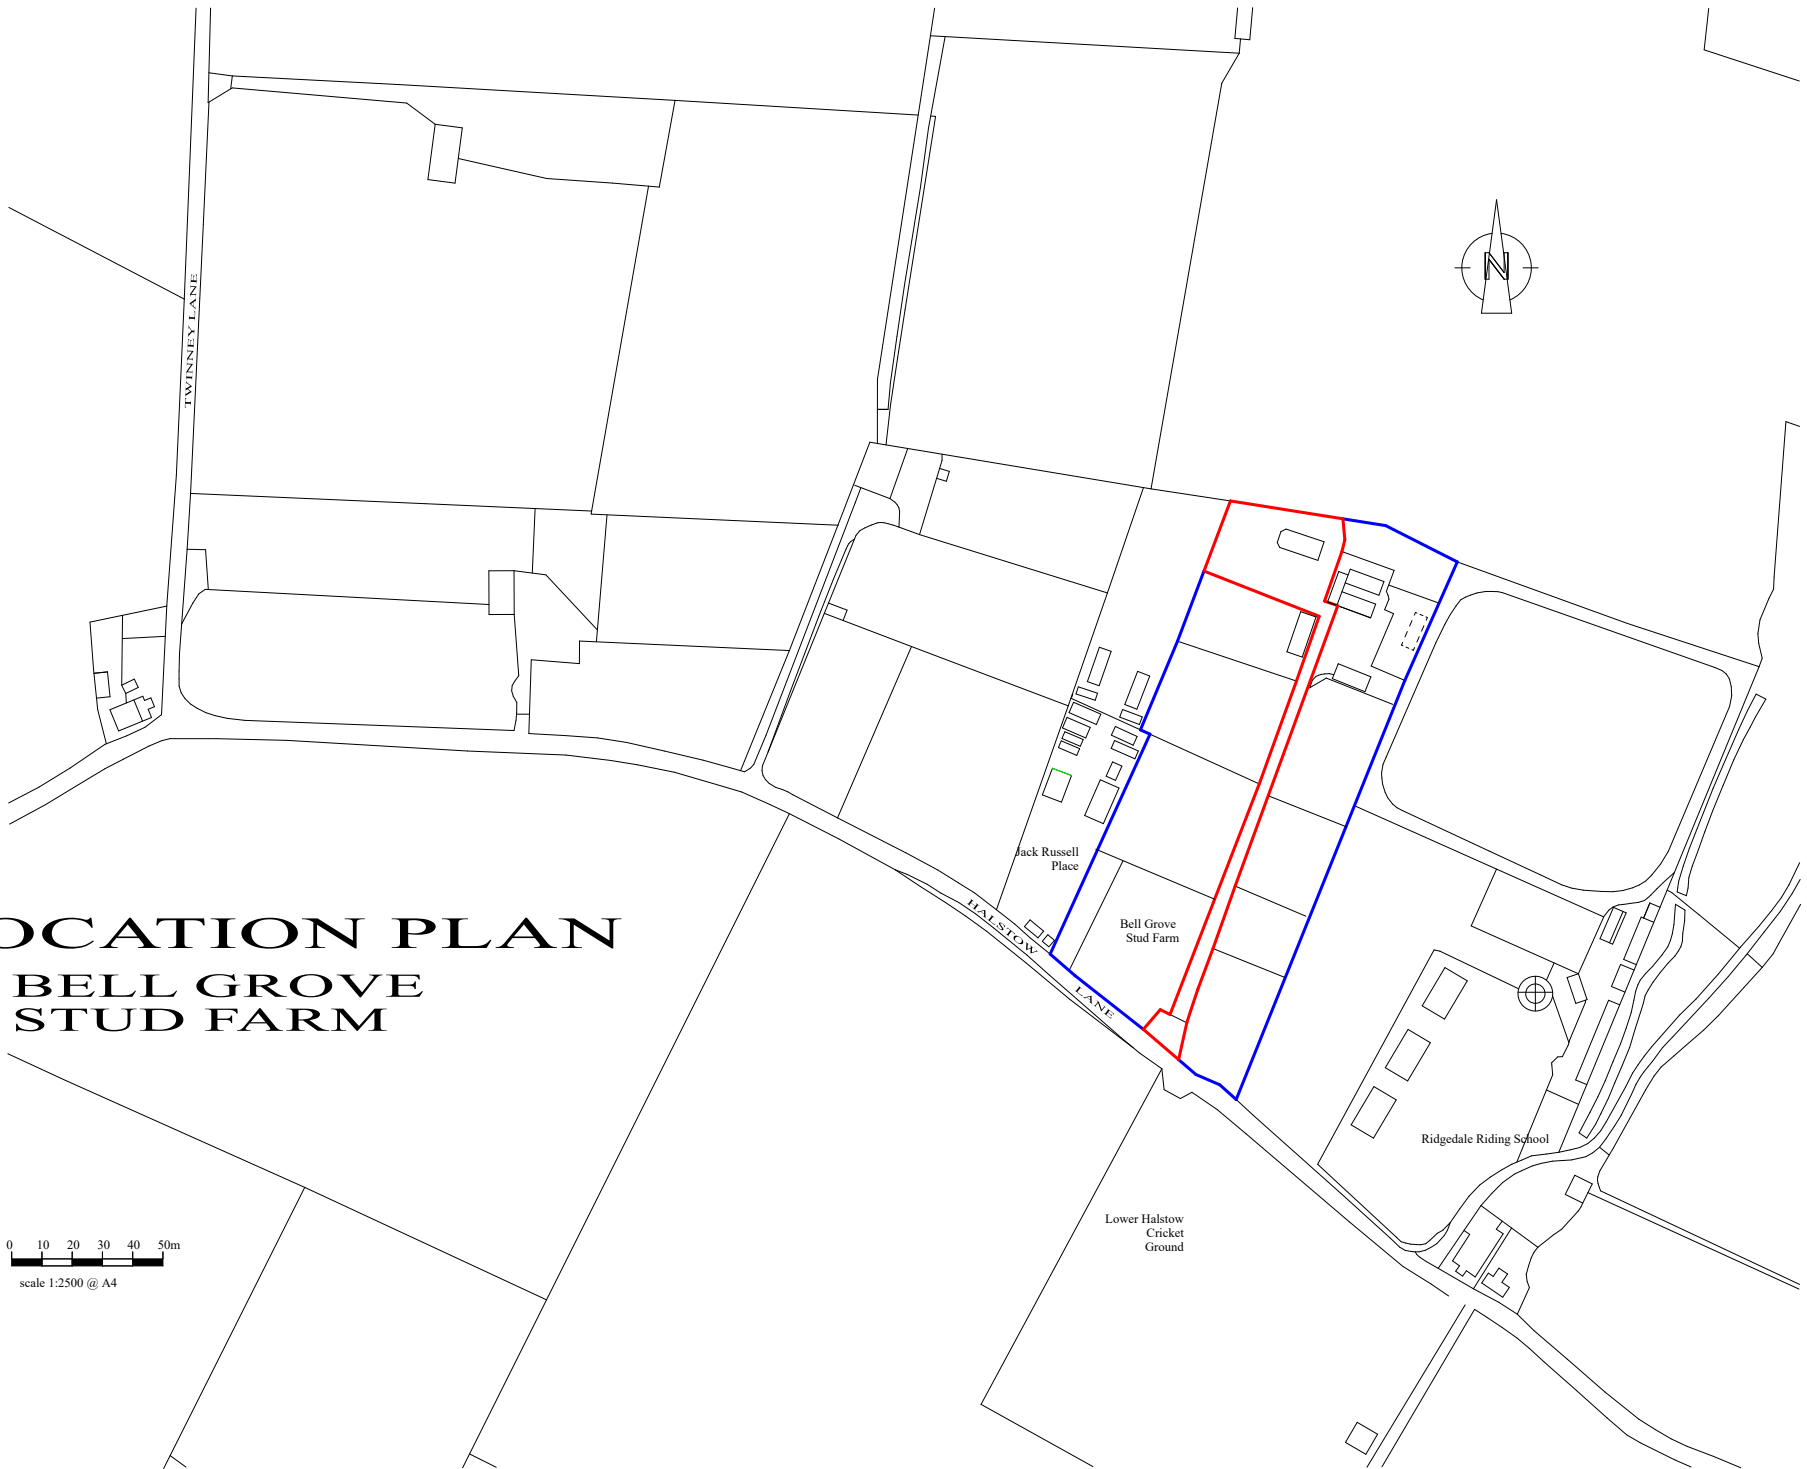 TWINNEY LANE
N
Jack Russell
Place
HALSTOW
LANE
Bell Grove
Stud Farm
OCATION PLAN
BELL GROVE
STUD FARM
Ridgedale Riding School
Lower Halstow
Cricket
Ground
0 10 20 30 40 50m
scale 1:2500 @ A4